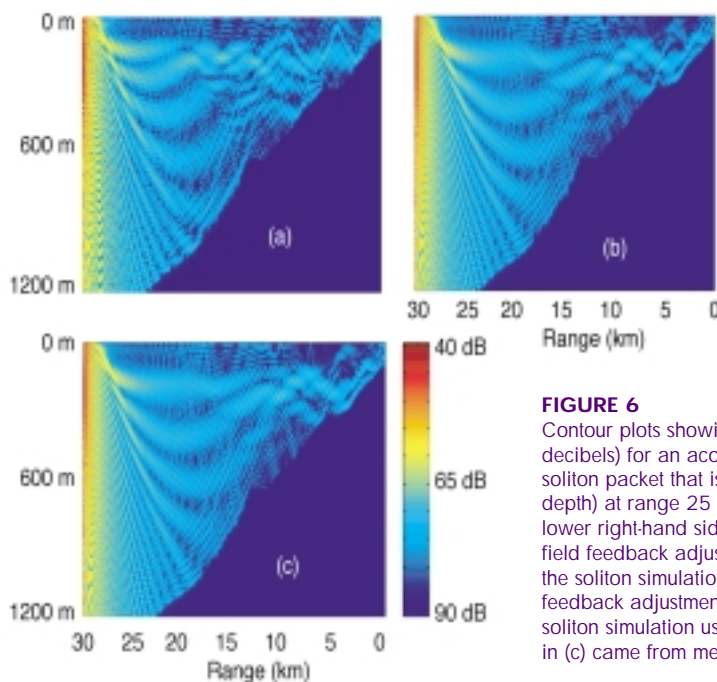 0 m
600 m
1200 m
(a)
(b)
30 25 20 15 10 5 0
Range (km)
0 m
600 m
1200 m
(c)
30 25 20 15 10 5 0
Range (km)
40 dB
65 dB
90 dB
FIGURE 6
Contour plots showi
decibels) for an acc
soliton packet that is
depth) at range 25
lower right-hand sid
field feedback adjus
the soliton simulation
feedback adjustmen
soliton simulation us
in (c) came from me